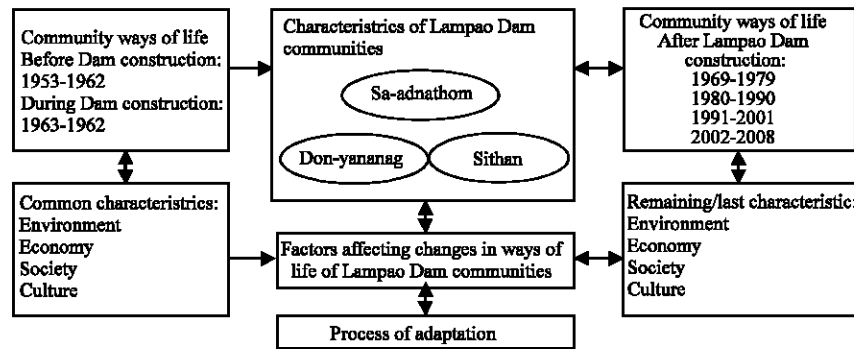 Community ways of life
Before Dam construction:
1953-1962
During Dam construction:
1963-1962
Characteristrics of Lampao Dam
communities
Sa-adnathom
Don-yananag
Sithan
Community ways of life
After Lampao Dam
construction:
1969-1979
1980-1990
1991-2001
2002-2008
Common characteristrics:
Environment
Economy
Society
Culture
Factors affecting changes in ways of
life of Lampao Dam communities
Remaining/last characteristic:
Environment
Economy
Society
Culture
Process of adaptation